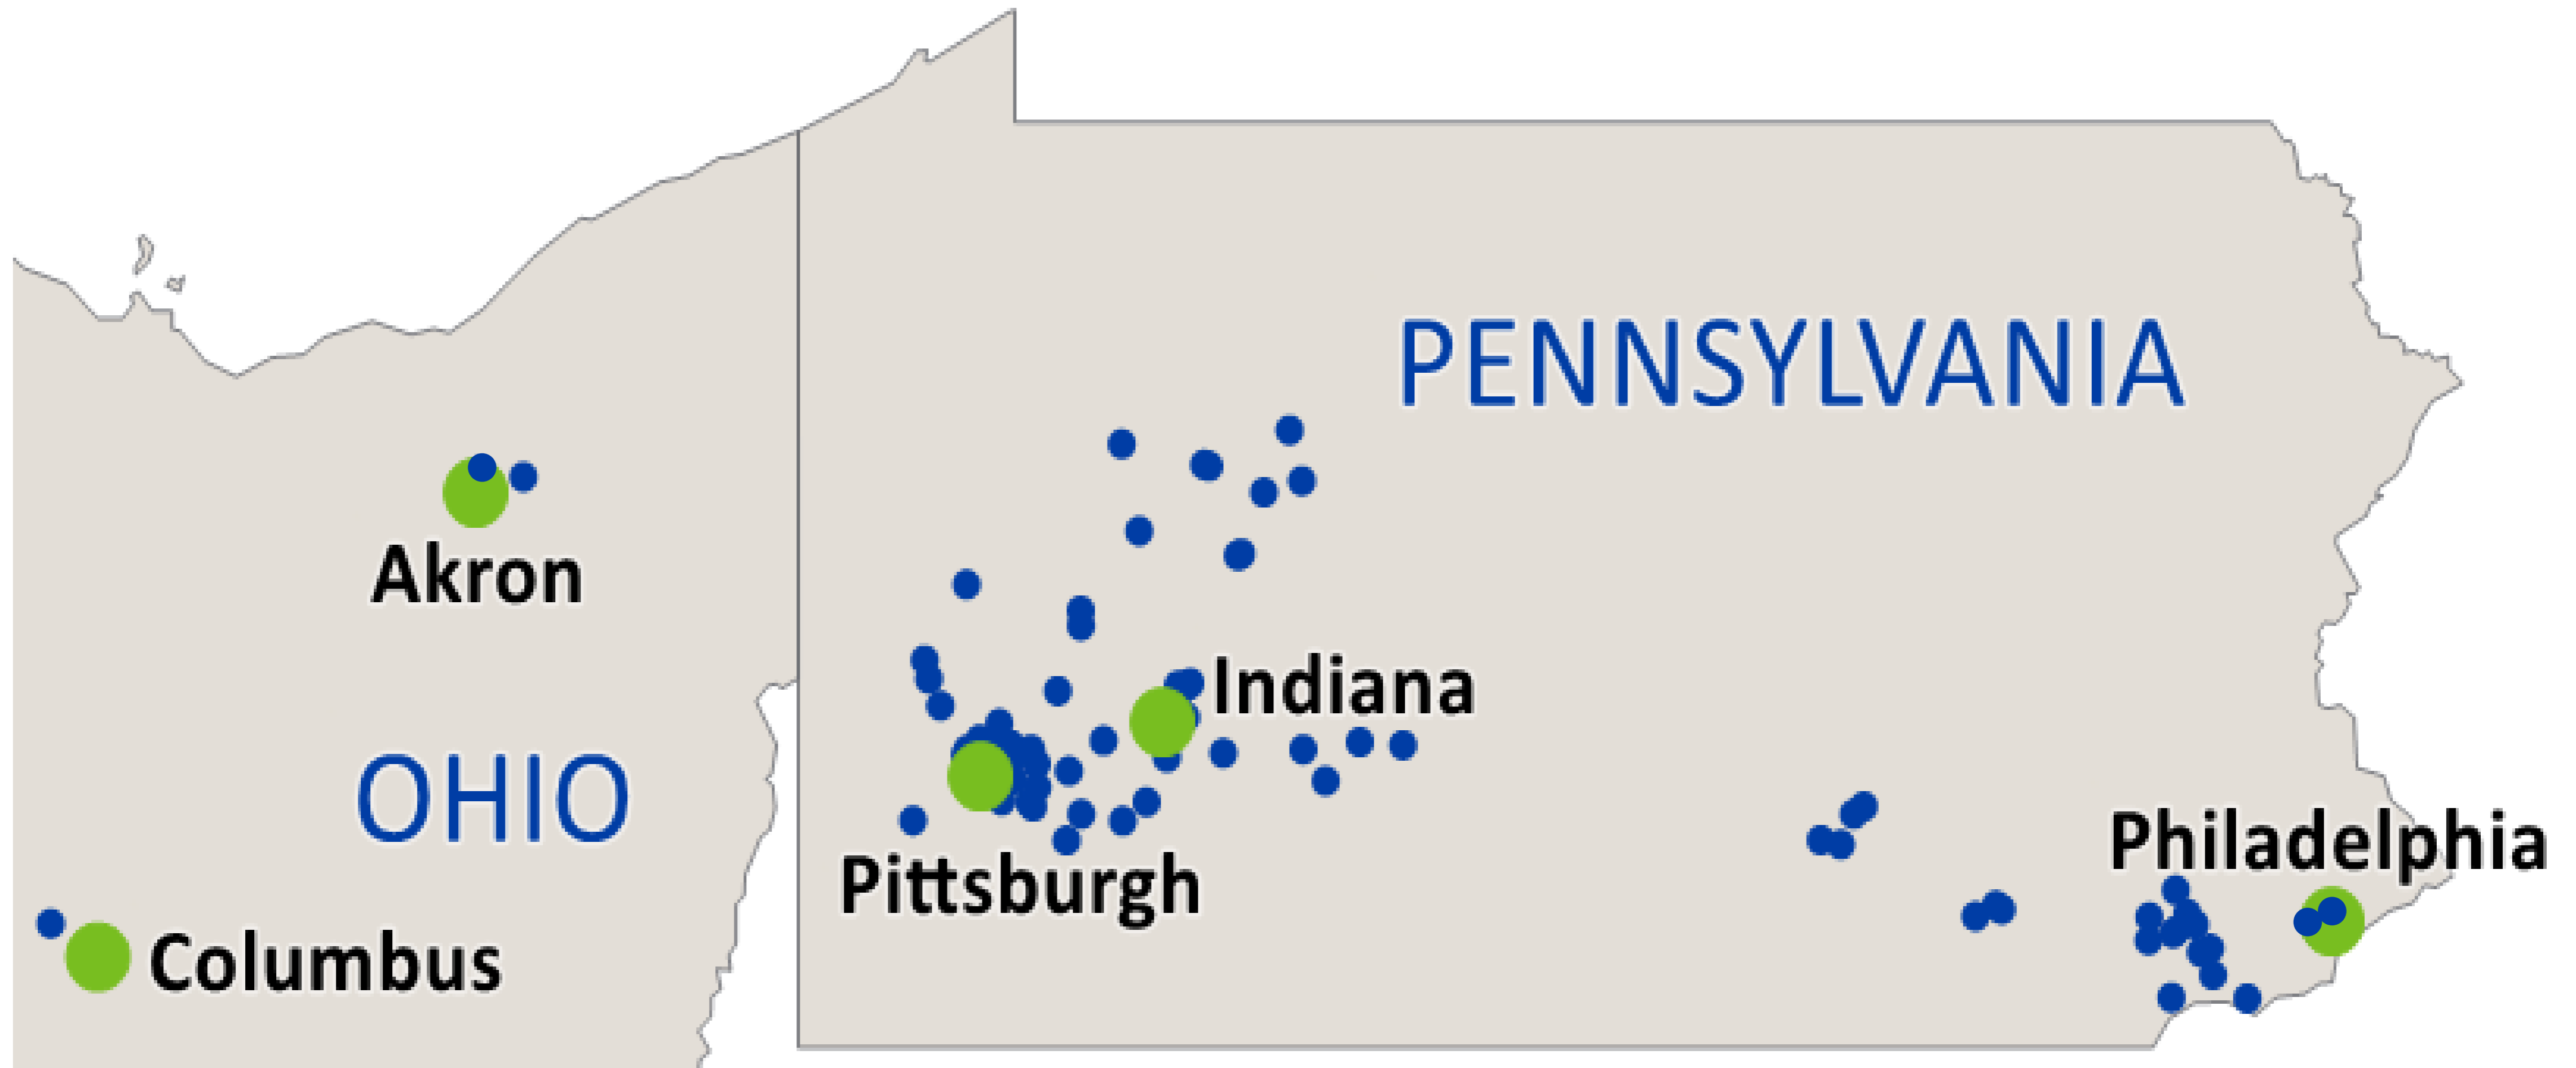 PENNSYLVANIA
Akron
Indiana
OHIO
Philadelphia
Pittsburgh
Columbus